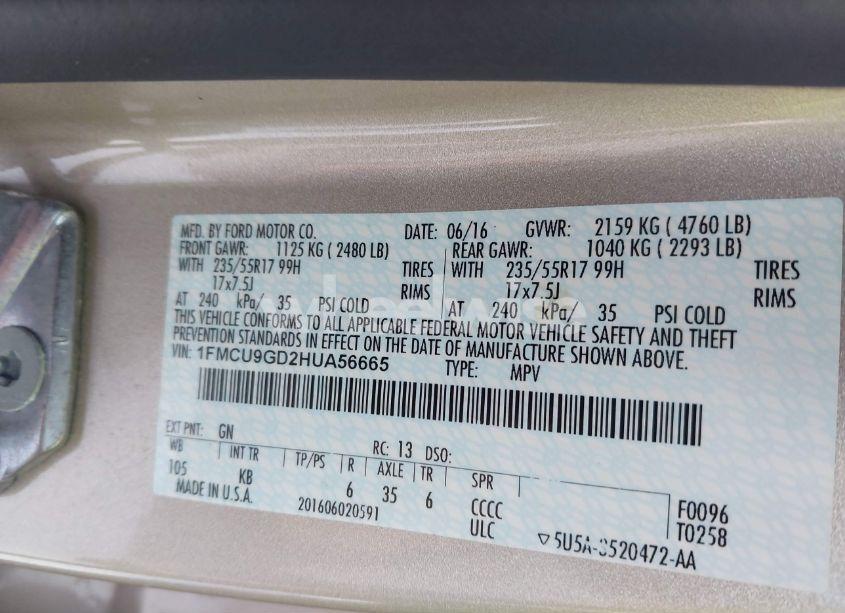 MFD. BY FORD MOTOR CO. DATE: 06/16 GVWR: 2159 KG ( 4760 LB)
FRONT GAWR: 1125 KG ( 2480 LB) REAR GAWR: 1040 KG ( 2293 LB)
WITH 235/55R17 99H TIRES WITH 235/55R17 99H TIRES
17x7.5J RIMS 17x7.5J RIMS
AT 240 kPa/ 35 PSI COLD AT 240 kPa/ 35 PSI COLD
THIS VEHICLE CONFORMS TO ALL APPLICABLE FEDERAL MOTOR VEHICLE SAFETY AND THEFT
PREVENTION STANDARDS IN EFFECT ON THE DATE OF MANUFACTURE SHOWN ABOVE.
VIN: 1FMCU9GD2HUA56665 TYPE: MPV
EXT PNT: GN RC: 13 DSO:
WB INT TR TP/PS R AXLE TR SPR
105 KB 6 35 6 CCCC F0096
MADE IN U.S.A. 201606020591 ULC T0258
5U5A-3520472-AA